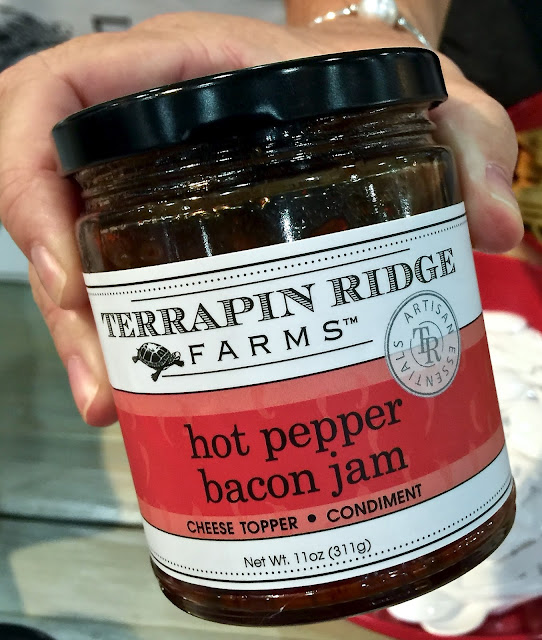 TERRAPIN RIDGE
FARMS™
ARTISAN
TR
ESSENTIALS
hot pepper
bacon jam
CHEESE TOPPER • CONDIMENT
Net Wt. 11oz (311g)